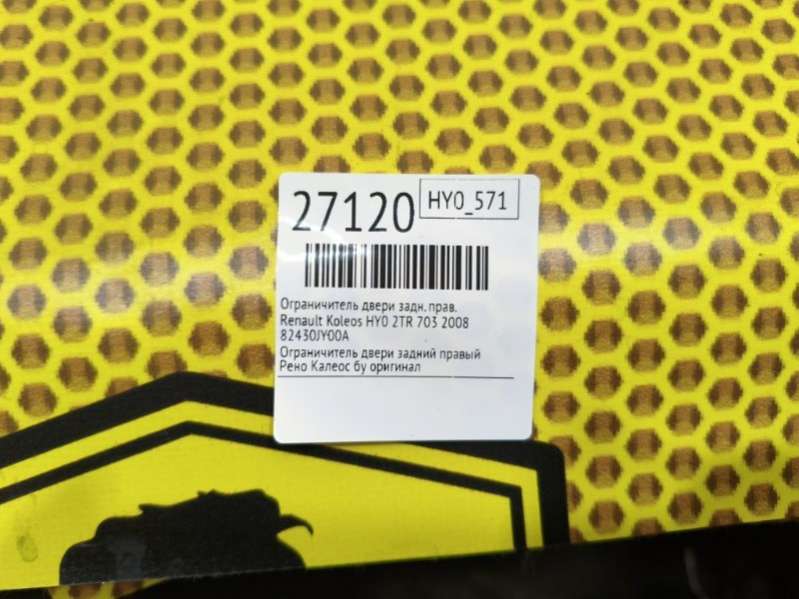 27120 HY0_571
Ограничитель двери задн. прав.
Renault Koleos HY0 2TR 703 2008
82430JY00A
Ограничитель двери задний правый
Рено Калеос бу оригинал